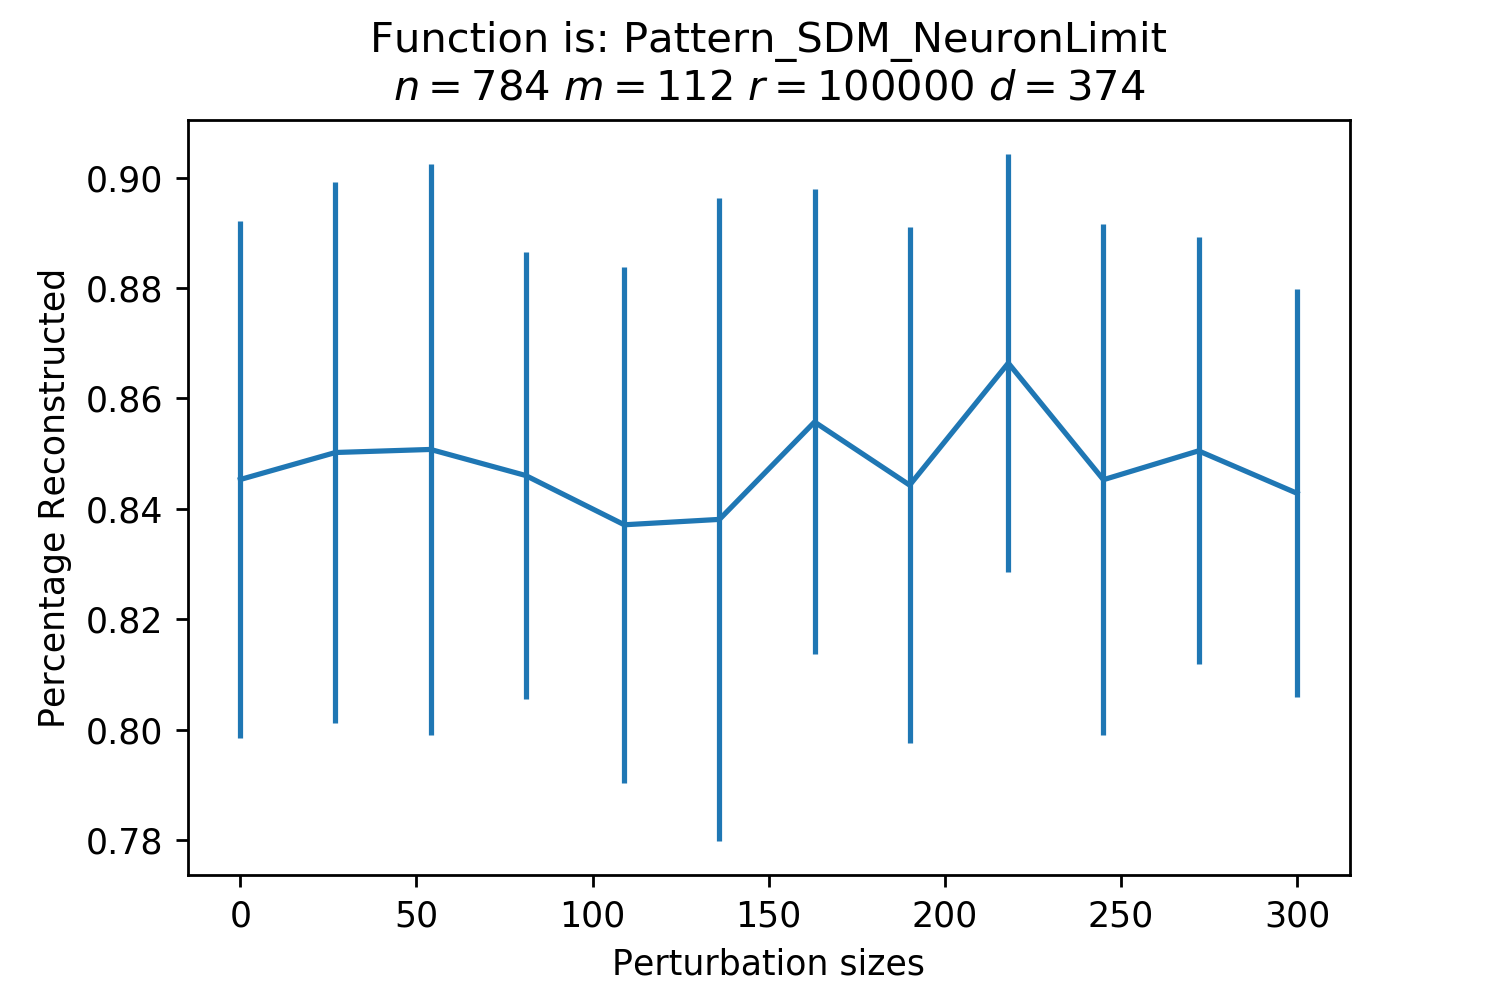 Function is: Pattern_SDM_NeuronLimit
n = 784 m = 112 r = 100000 d = 374
Percentage Reconstructed
0.90
0.88
0.86
0.84
0.82
0.80
0.78
0 50 100 150 200 250 300
Perturbation sizes